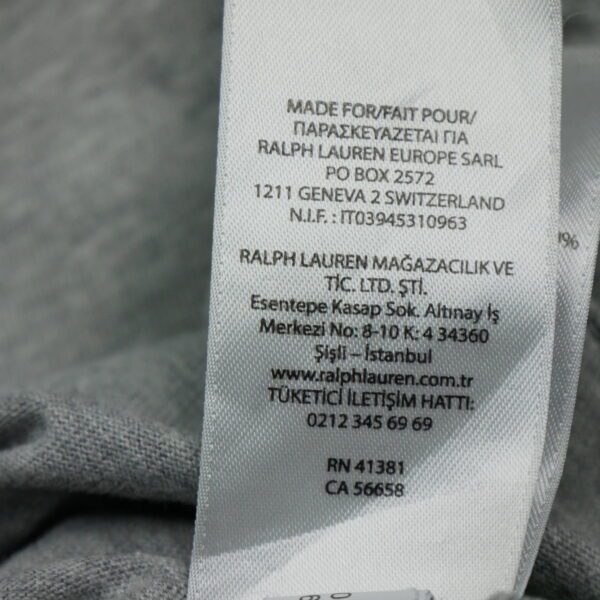 MADE FOR/FAIT POUR/
ΠΑΡΑΣΚΕΥΑΖΕΤΑΙ ΓΙΑ
RALPH LAUREN EUROPE SARL
PO BOX 2572
1211 GENEVA 2 SWITZERLAND
N.I.F. : IT03945310963
RALPH LAUREN MAĞAZACILIK VE
TİC. LTD. ŞTİ.
Esentepe Kasap Sok. Altınay İş
Merkezi No: 8-10 K: 4 34360
Şişli – İstanbul
www.ralphlauren.com.tr
TÜKETİCİ İLETİŞİM HATTI:
0212 345 69 69
RN 41381
CA 56658